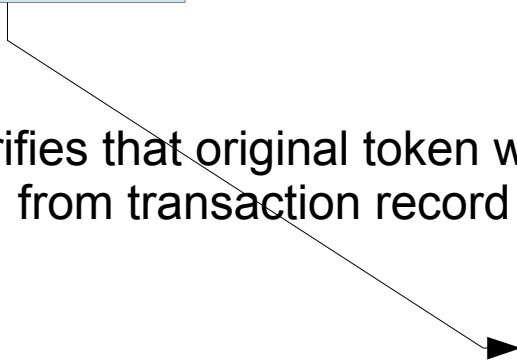 rifies that original token w
from transaction record